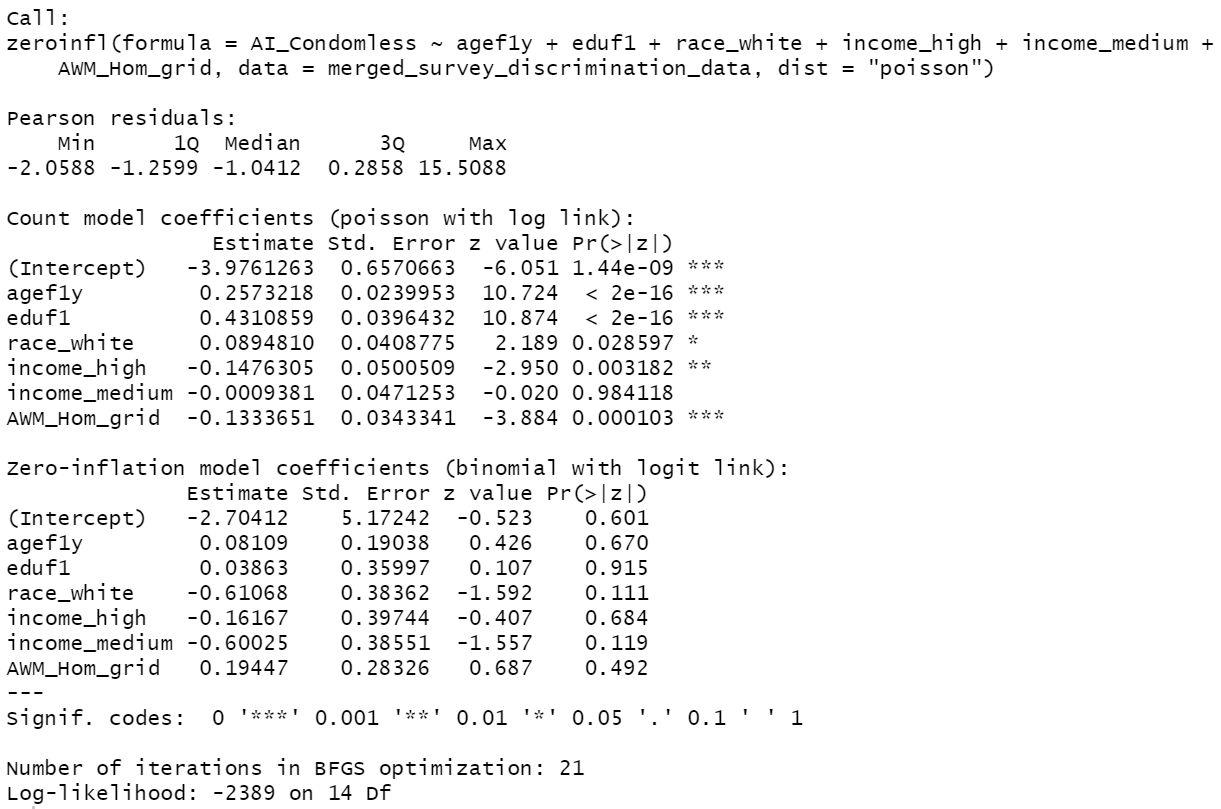 Call:
zeroinfl(formula = AI_Condomless ~ agef1y + eduf1 + race_white + income_high + income_medium +
    AWM_Hom_grid, data = merged_survey_discrimination_data, dist = "poisson")

Pearson residuals:
    Min      1Q  Median      3Q     Max
-2.0588 -1.2599 -1.0412  0.2858 15.5088

Count model coefficients (poisson with log link):
                Estimate Std. Error z value Pr(>|z|)
(Intercept)   -3.9761263  0.6570663  -6.051 1.44e-09 ***
agef1y         0.2573218  0.0239953  10.724  < 2e-16 ***
eduf1          0.4310859  0.0396432  10.874  < 2e-16 ***
race_white     0.0894810  0.0408775   2.189 0.028597 *
income_high   -0.1476305  0.0500509  -2.950 0.003182 **
income_medium -0.0009381  0.0471253  -0.020 0.984118
AWM_Hom_grid  -0.1333651  0.0343341  -3.884 0.000103 ***

Zero-inflation model coefficients (binomial with logit link):
              Estimate Std. Error z value Pr(>|z|)
(Intercept)   -2.70412    5.17242  -0.523    0.601
agef1y         0.08109    0.19038   0.426    0.670
eduf1          0.03863    0.35997   0.107    0.915
race_white    -0.61068    0.38362  -1.592    0.111
income_high   -0.16167    0.39744  -0.407    0.684
income_medium -0.60025    0.38551  -1.557    0.119
AWM_Hom_grid   0.19447    0.28326   0.687    0.492
---
Signif. codes:  0 '***' 0.001 '**' 0.01 '*' 0.05 '.' 0.1 ' ' 1

Number of iterations in BFGS optimization: 21
Log-likelihood: -2389 on 14 Df